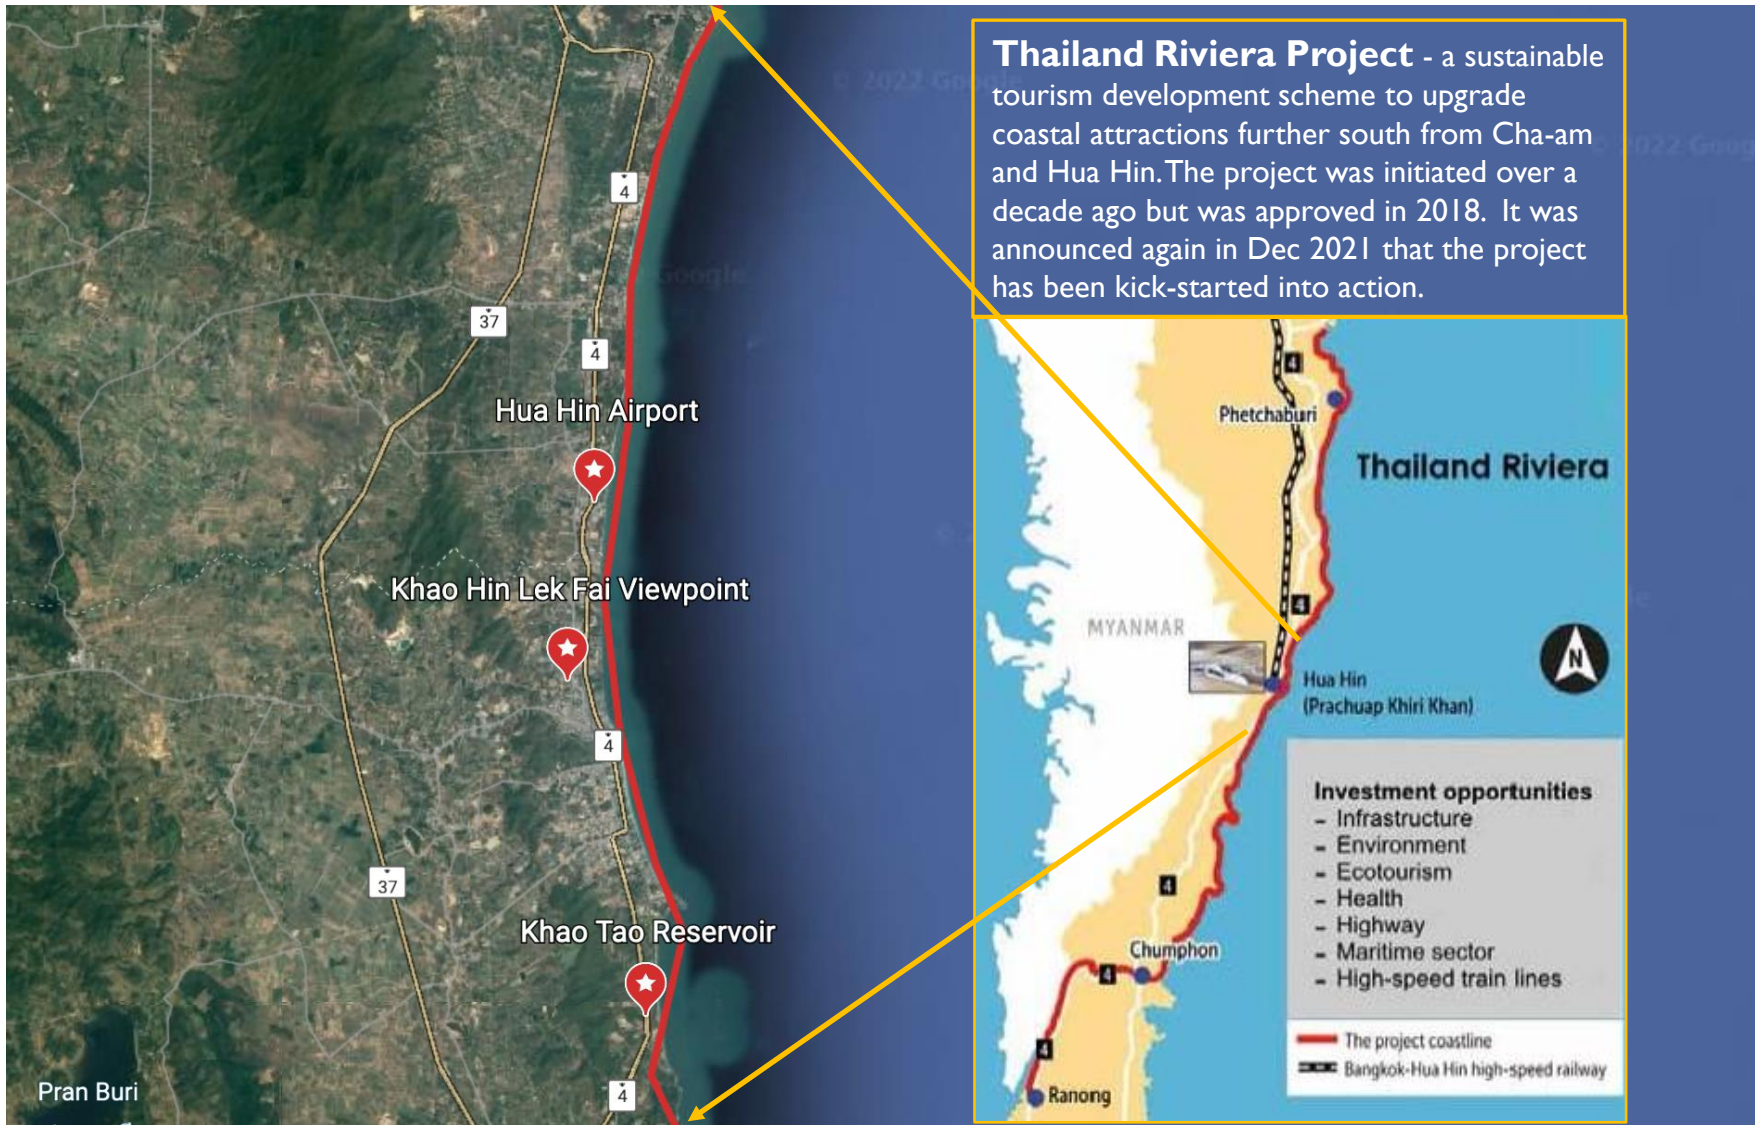 Thailand Riviera Project - a sustainable
tourism development scheme to upgrade
coastal attractions further south from Cha-am
and Hua Hin. The project was initiated over a
decade ago but was approved in 2018. It was
announced again in Dec 2021 that the project
has been kick-started into action.
© 2022 Google
2022 Goog
Google
4
37
4
Hua Hin Airport
Khao Hin Lek Fai Viewpoint
4
37
Khao Tao Reservoir
4
Pran Buri
4
Phetchaburi
Thailand Riviera
4
MYANMAR
N
Hua Hin
(Prachuap Khiri Khan)
Investment opportunities
- Infrastructure
- Environment
- Ecotourism
- Health
- Highway
- Maritime sector
- High-speed train lines
4
Chumphon
4
4
Ranong
The project coastline
Bangkok-Hua Hin high-speed railway